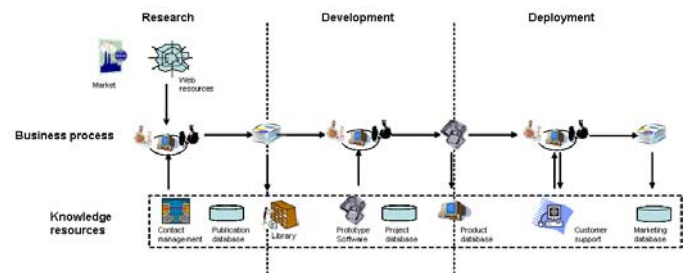 Research
Development
Deployment
Market
Web
resources
Business process
Knowledge
resources
Contact
management
Publication
database
Library
Prototype
Software
Project
database
Product
database
Customer
support
Marketing
database